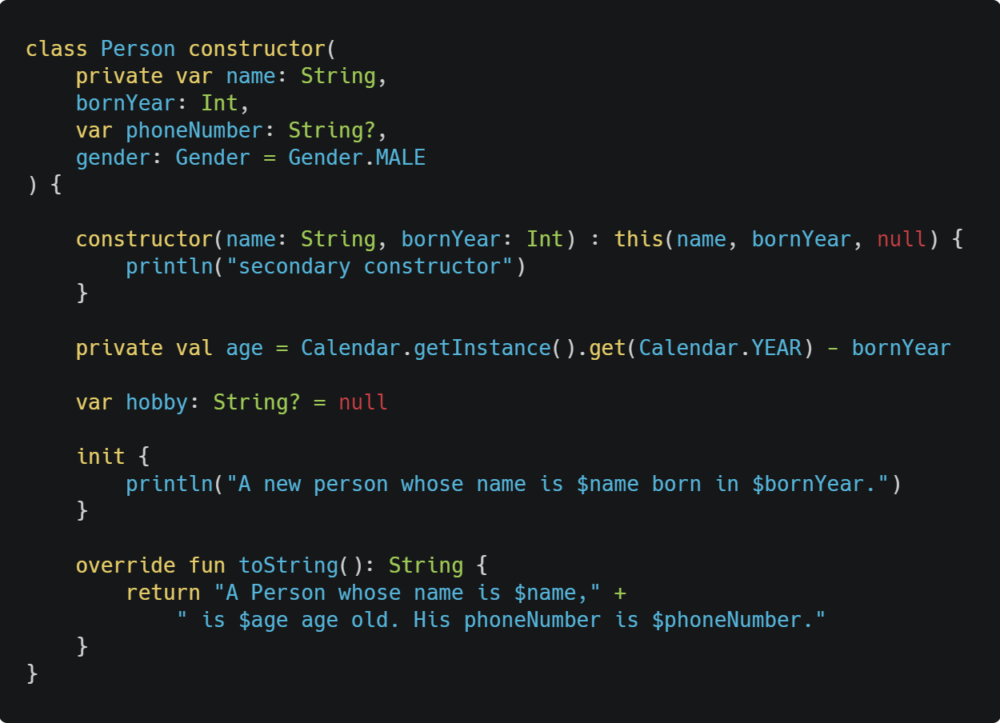 class Person constructor(
    private var name: String,
    bornYear: Int,
    var phoneNumber: String?,
    gender: Gender = Gender.MALE
) {
    constructor(name: String, bornYear: Int) : this(name, bornYear, null) {
        println("secondary constructor")
    }
    private val age = Calendar.getInstance().get(Calendar.YEAR) - bornYear
    var hobby: String? = null
    init {
        println("A new person whose name is $name born in $bornYear.")
    }
    override fun toString(): String {
        return "A Person whose name is $name," +
            " is $age age old. His phoneNumber is $phoneNumber."
    }
}